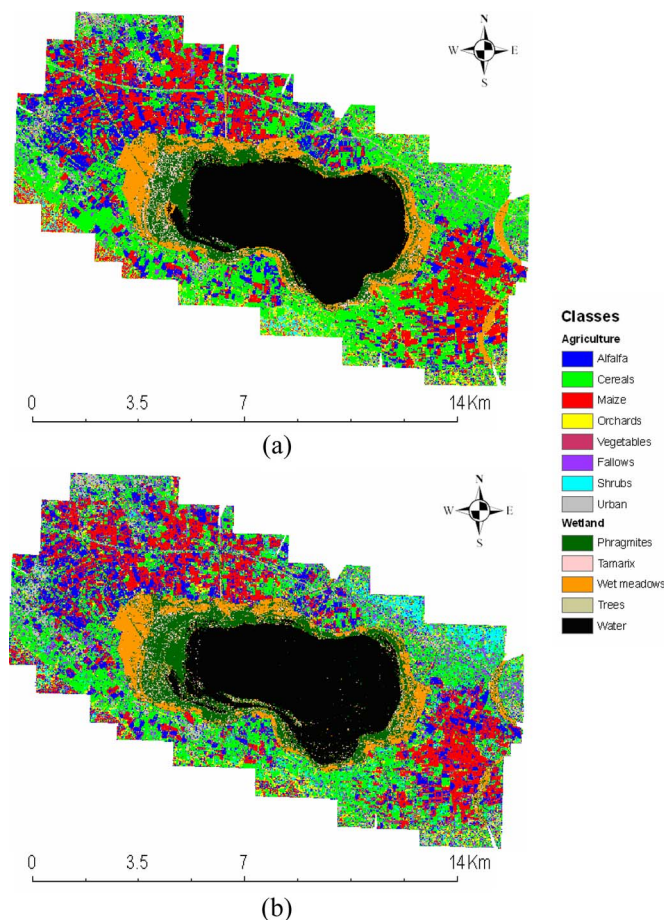 N
W E
S
0 3.5 7 14 Km
(a)
Classes
Agriculture
Alfalfa
Cereals
Maize
Orchards
Vegetables
Fallows
Shrubs
Urban
Wetland
Phragmites
Tamarix
Wet meadows
Trees
Water
N
W E
S
0 3.5 7 14 Km
(b)